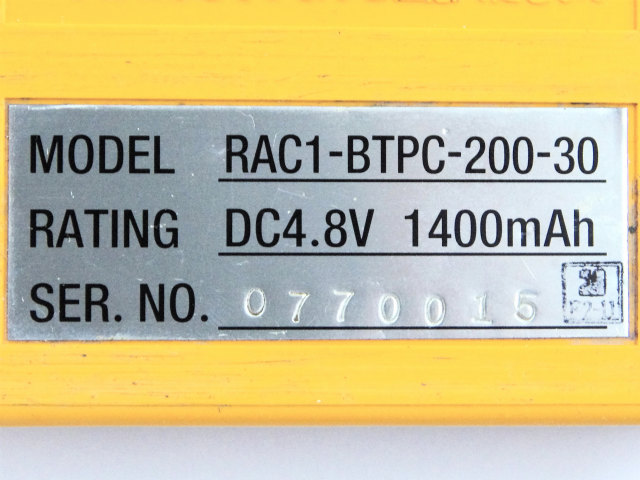 MODEL RAC1-BTPC-200-30
RATING DC4.8V 1400mAh
SER. NO. 0770015